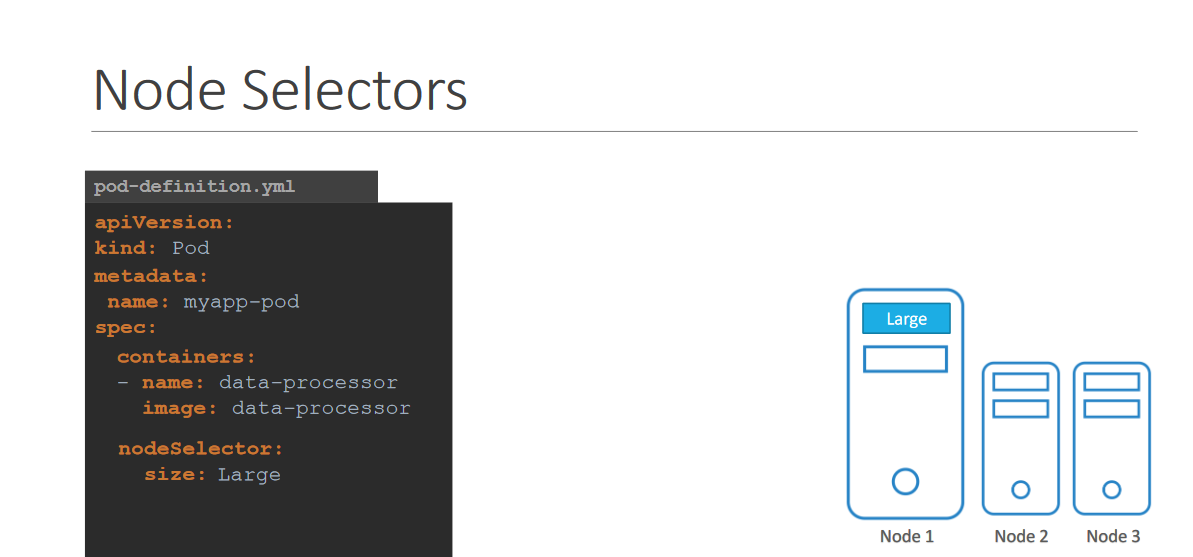 Node Selectors
pod-definition.yml
apiVersion:
kind: Pod
metadata:
name: myapp-pod
spec:
containers:
- name: data-processor
image: data-processor
nodeSelector:
size: Large
Large
Node 1
Node 2
Node 3